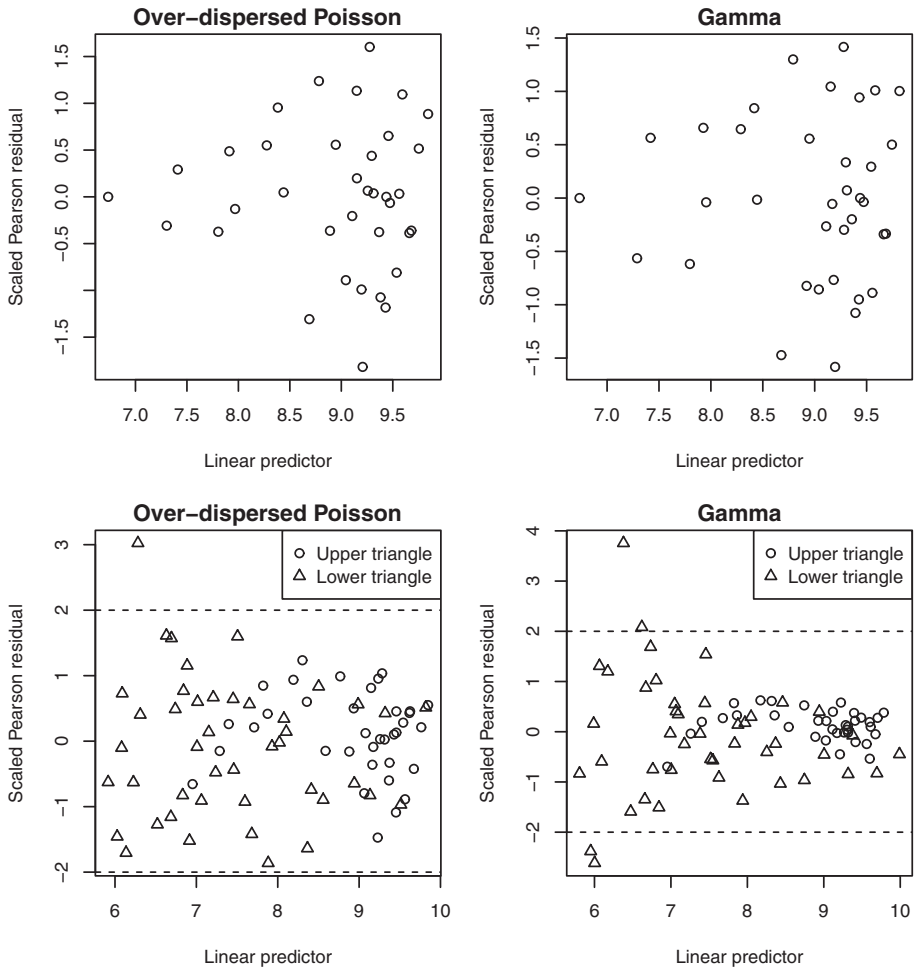 Over−dispersed Poisson
Scaled Pearson residual
1.5
1.0
0.5
0.0
−0.5
−1.5
7.0 7.5 8.0 8.5 9.0 9.5
Linear predictor
Gamma
Scaled Pearson residual
1.5
1.0
0.5
0.0
−0.5
−1.5
7.0 7.5 8.0 8.5 9.0 9.5
Linear predictor
Over−dispersed Poisson
Upper triangle
Lower triangle
Scaled Pearson residual
3
2
1
0
−1
−2
6 7 8 9 10
Linear predictor
Gamma
Upper triangle
Lower triangle
Scaled Pearson residual
4
3
2
1
0
−2
6 7 8 9 10
Linear predictor